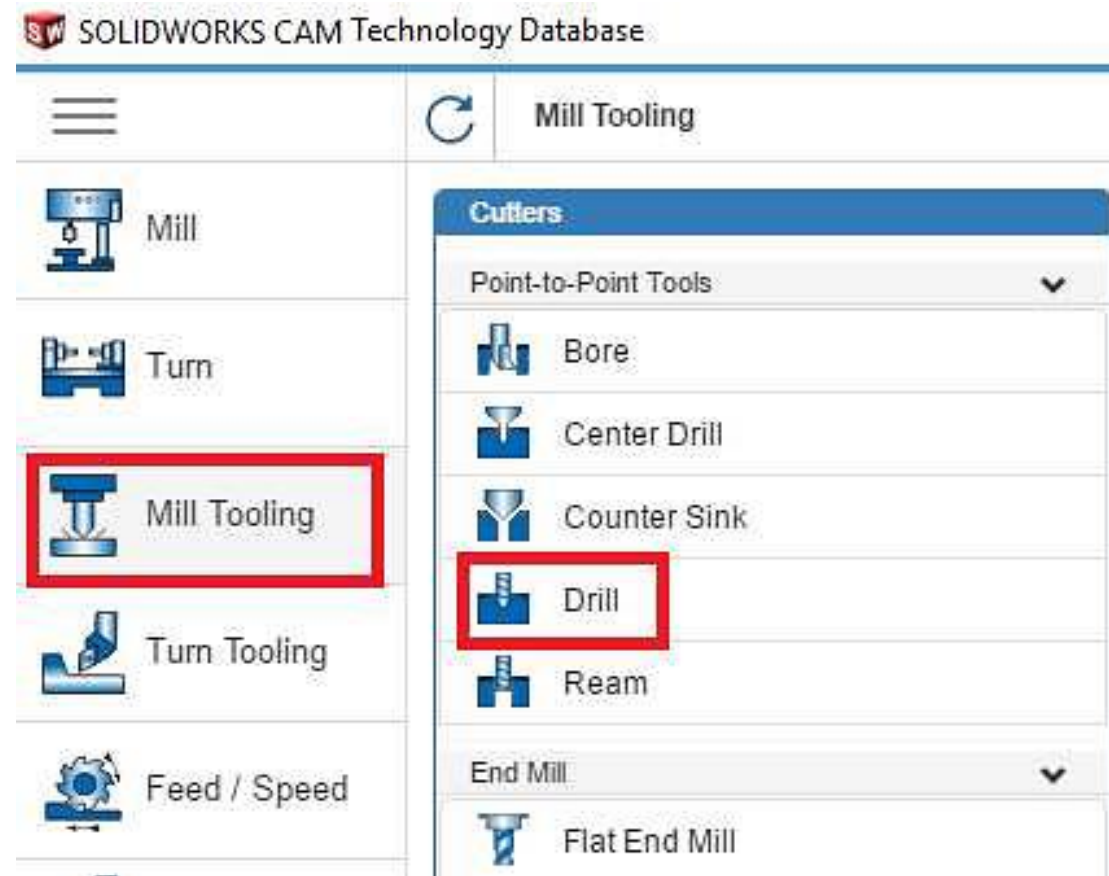 SW SOLIDWORKS CAM Technology Database
Mill Tooling
Mill
Turn
Mill Tooling
Turn Tooling
Feed / Speed
Cutters
Point-to-Point Tools
Bore
Center Drill
Counter Sink
Drill
Ream
End Mill
Flat End Mill